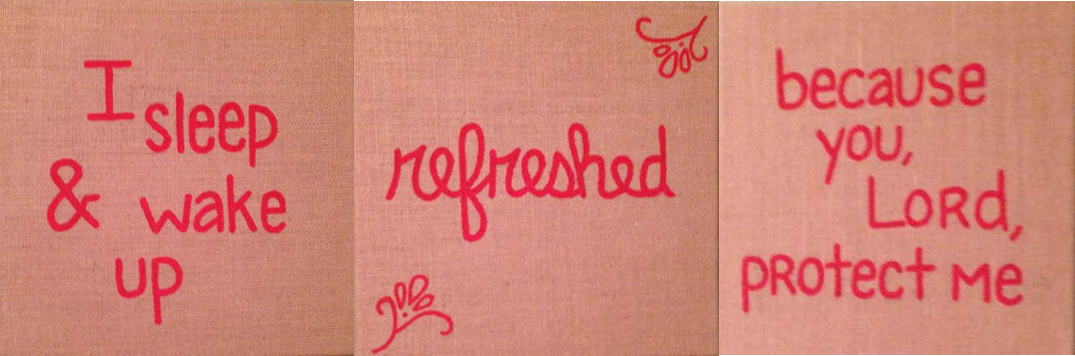 I
sleep
& wake
up
refreshed
because
you,
LORd,
protect me